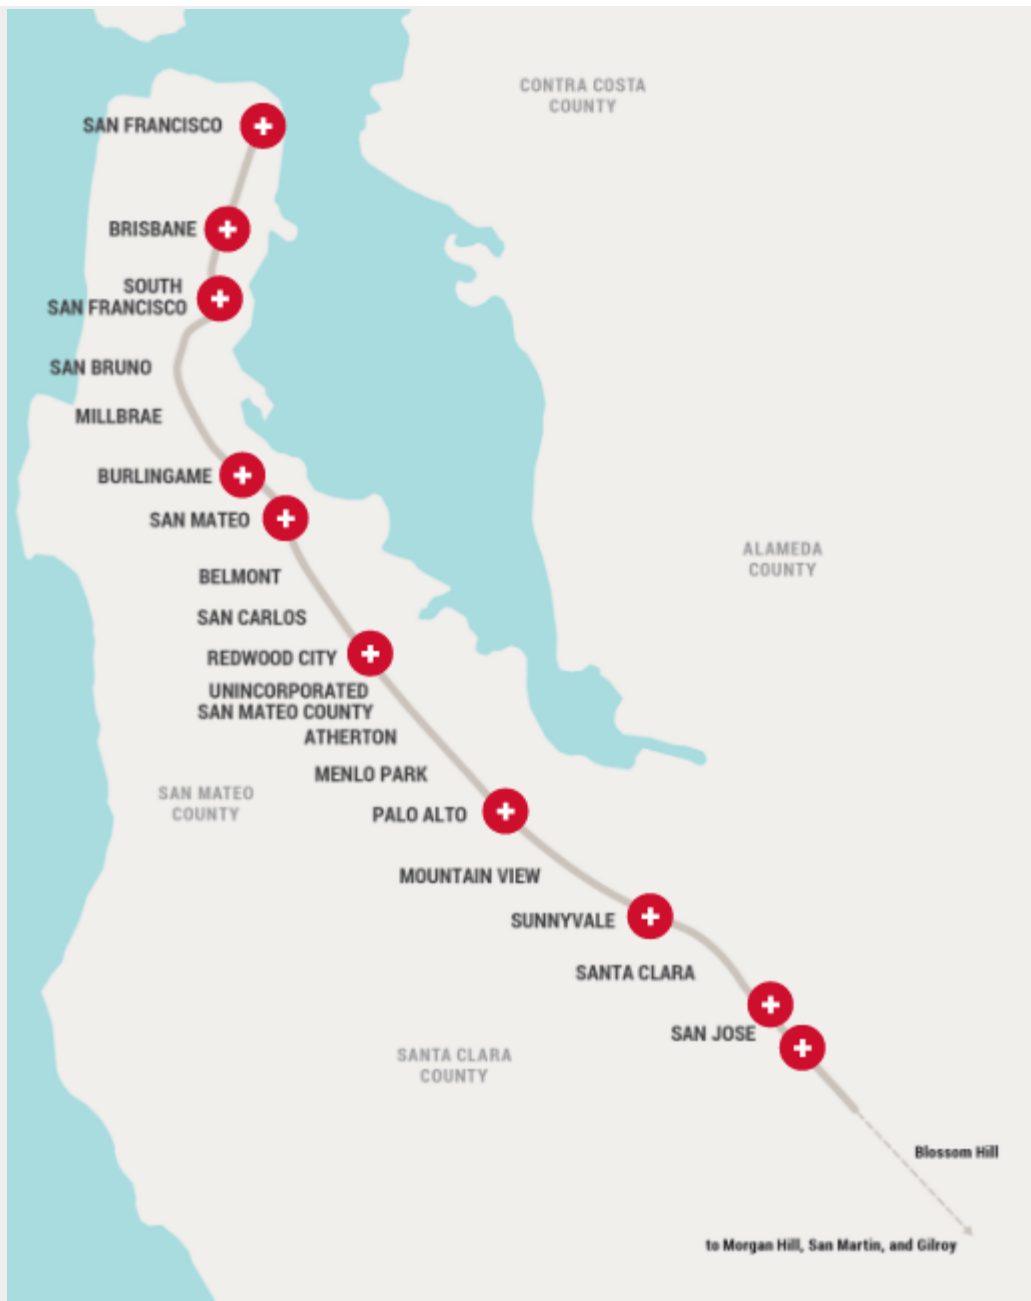 CONTRA COSTA
COUNTY
SAN FRANCISCO
BRISBANE
SOUTH
SAN FRANCISCO
SAN BRUNO
MILLBRAE
BURLINGAME
SAN MATEO
ALAMEDA
COUNTY
BELMONT
SAN CARLOS
REDWOOD CITY
UNINCORPORATED
SAN MATEO COUNTY
ATHERTON
MENLO PARK
SAN MATEO
COUNTY
PALO ALTO
MOUNTAIN VIEW
SUNNYVALE
SANTA CLARA
SAN JOSE
SANTA CLARA
COUNTY
Blossom Hill
to Morgan Hill, San Martin, and Gilroy